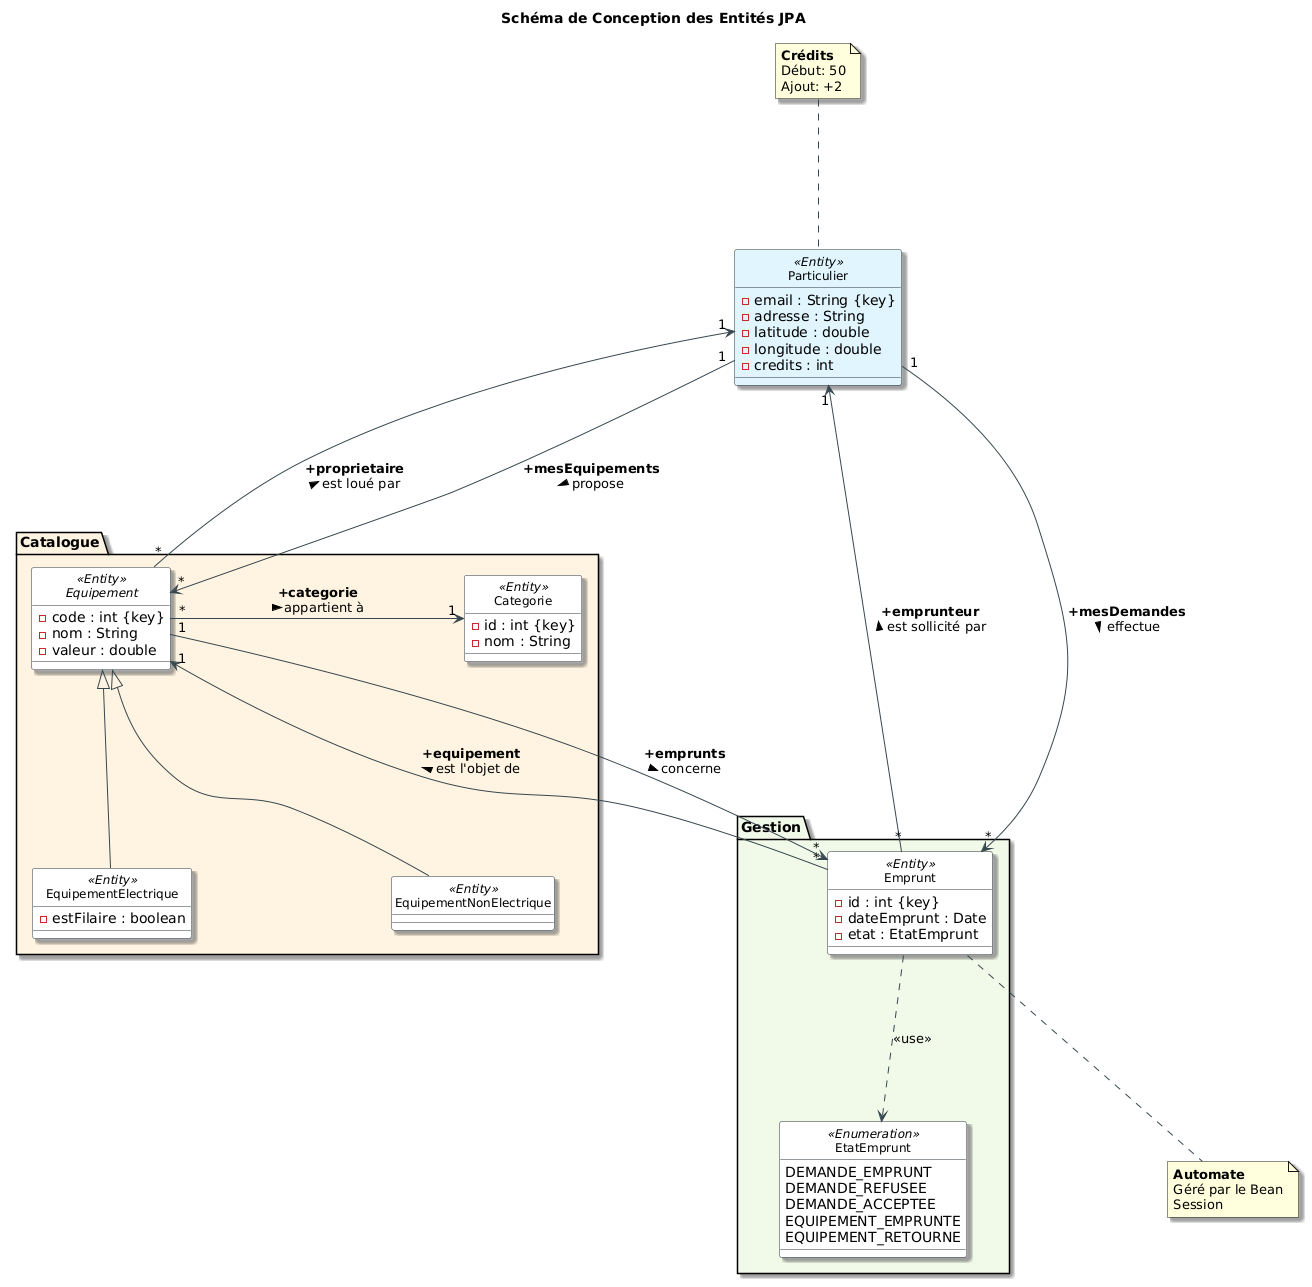 Schéma de Conception des Entités JPA
Crédits
Début: 50
Ajout: +2
«Entity»
Particulier
email : String {key}
adresse : String
latitude : double
longitude : double
credits : int
1
1
1
1
+proprietaire
est loué par
+mesEquipements
propose
*
*
Catalogue
«Entity»
Equipement
code : int {key}
nom : String
valeur : double
+categorie
appartient à
*
1
1
1
«Entity»
Categorie
id : int {key}
nom : String
+emprunteur
est sollicité par
+mesDemandes
effectue
+equipement
est l'objet de
+emprunts
concerne
«Entity»
EquipementElectrique
estFilaire : boolean
«Entity»
EquipementNonElectrique
Gestion
*
*
*
*
«Entity»
Emprunt
id : int {key}
dateEmprunt : Date
etat : EtatEmprunt
«use»
«Enumeration»
EtatEmprunt
DEMANDE_EMPRUNT
DEMANDE_REFUSEE
DEMANDE_ACCEPTEE
EQUIPEMENT_EMPRUNTE
EQUIPEMENT_RETOURNE
Automate
Géré par le Bean
Session